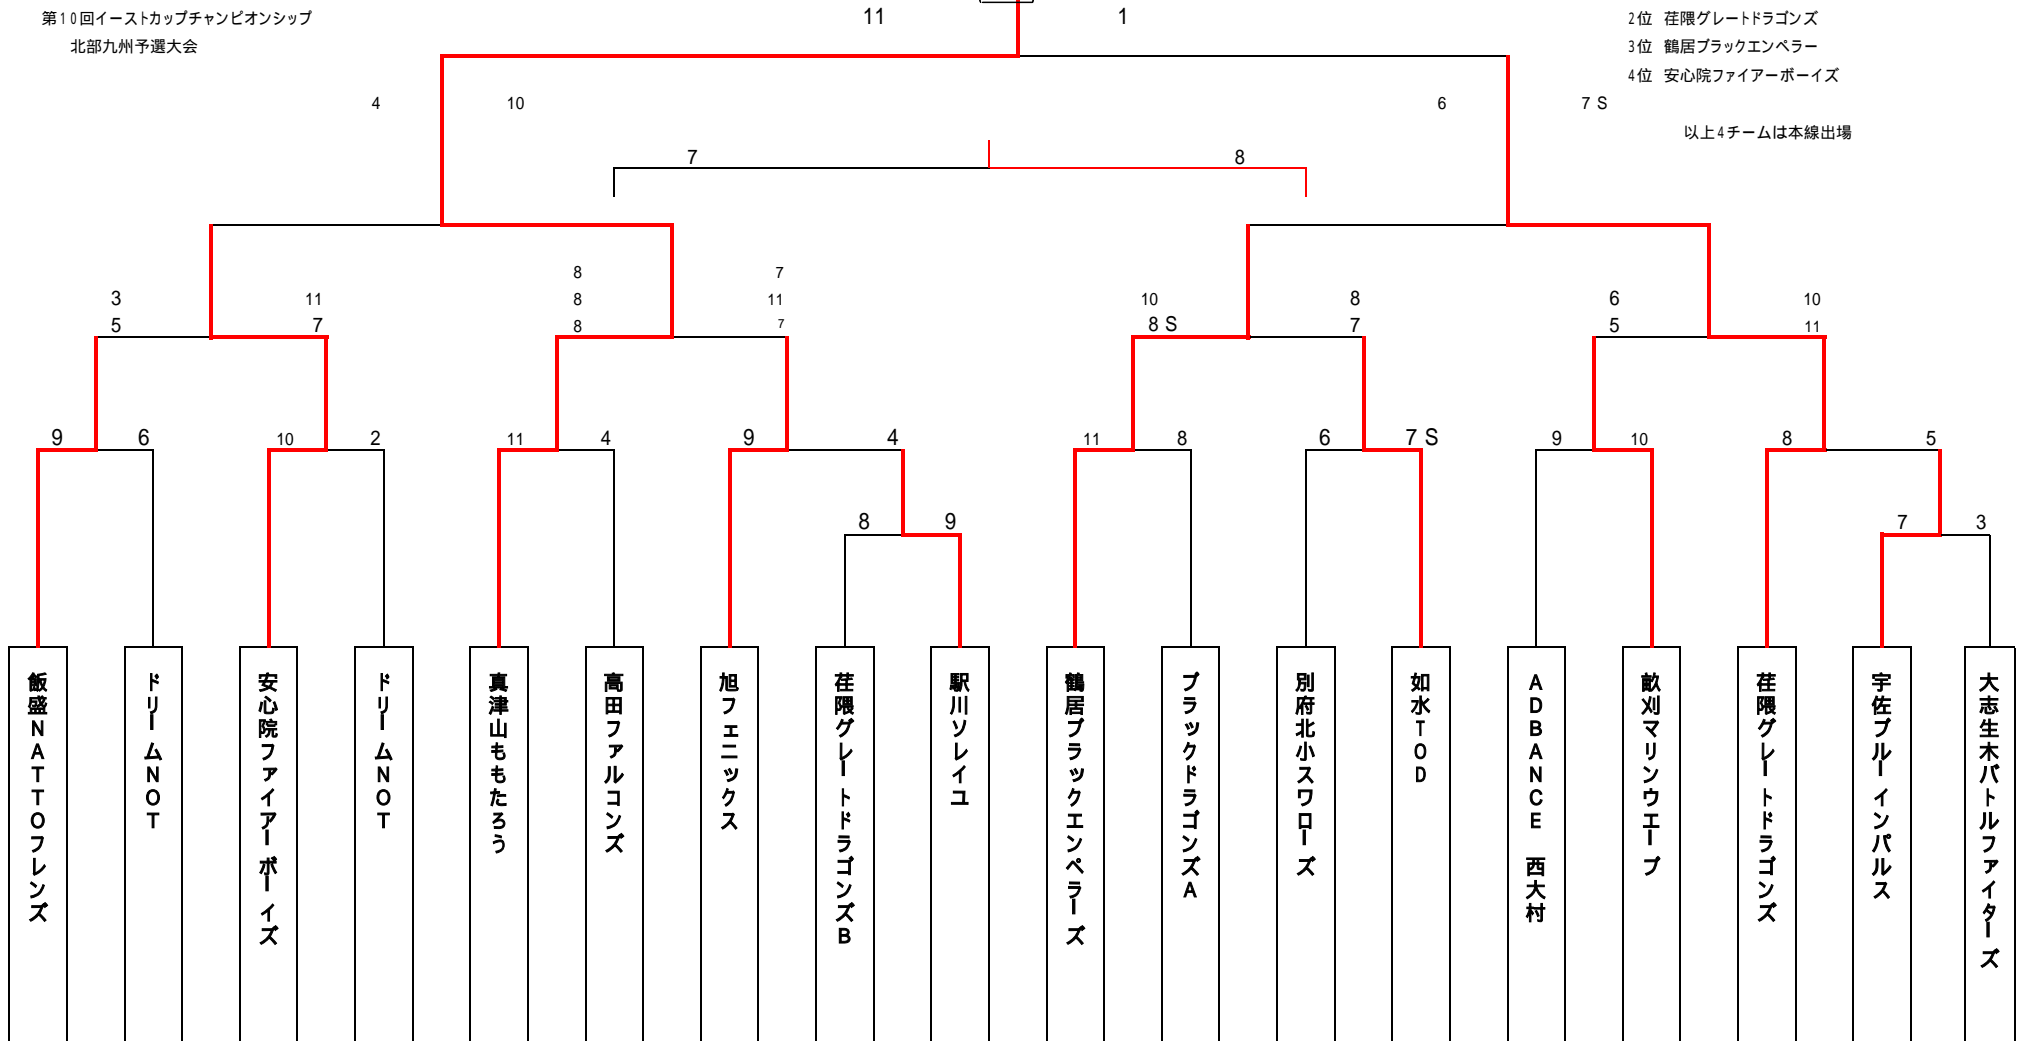 第10回イーストカップチャンピオンシップ
北部九州予選大会
11 1
2位 荏隈グレートドラゴンズ
3位 鶴居ブラックエンペラー
4位 安心院ファイアーボーイズ
以上4チームは本線出場
4 10 6 7 S
7 8
8 7
3 11 8 11 10 8 6 10
5 7 8 7 8 S 7 5 11
9 6 10 2 11 4 9 4 11 8 6 7 S 9 10 8 5
8 9 7 3
飯盛NATTOフレンズ
ドリームNOT
安心院ファイアーボーイズ
ドリームNOT
真津山ももたろう
高田ファルコンズ
旭フェニックス
荏隈グレートドラゴンズB
駅川ソレイユ
鶴居ブラックエンペラーズ
ブラックドラゴンズA
別府北小スワローズ
如水TOD
ADBANCE 西大村
畝刈マリンウエーブ
荏隈グレートドラゴンズ
宇佐ブルーインパルス
大志生木バトルファイターズ